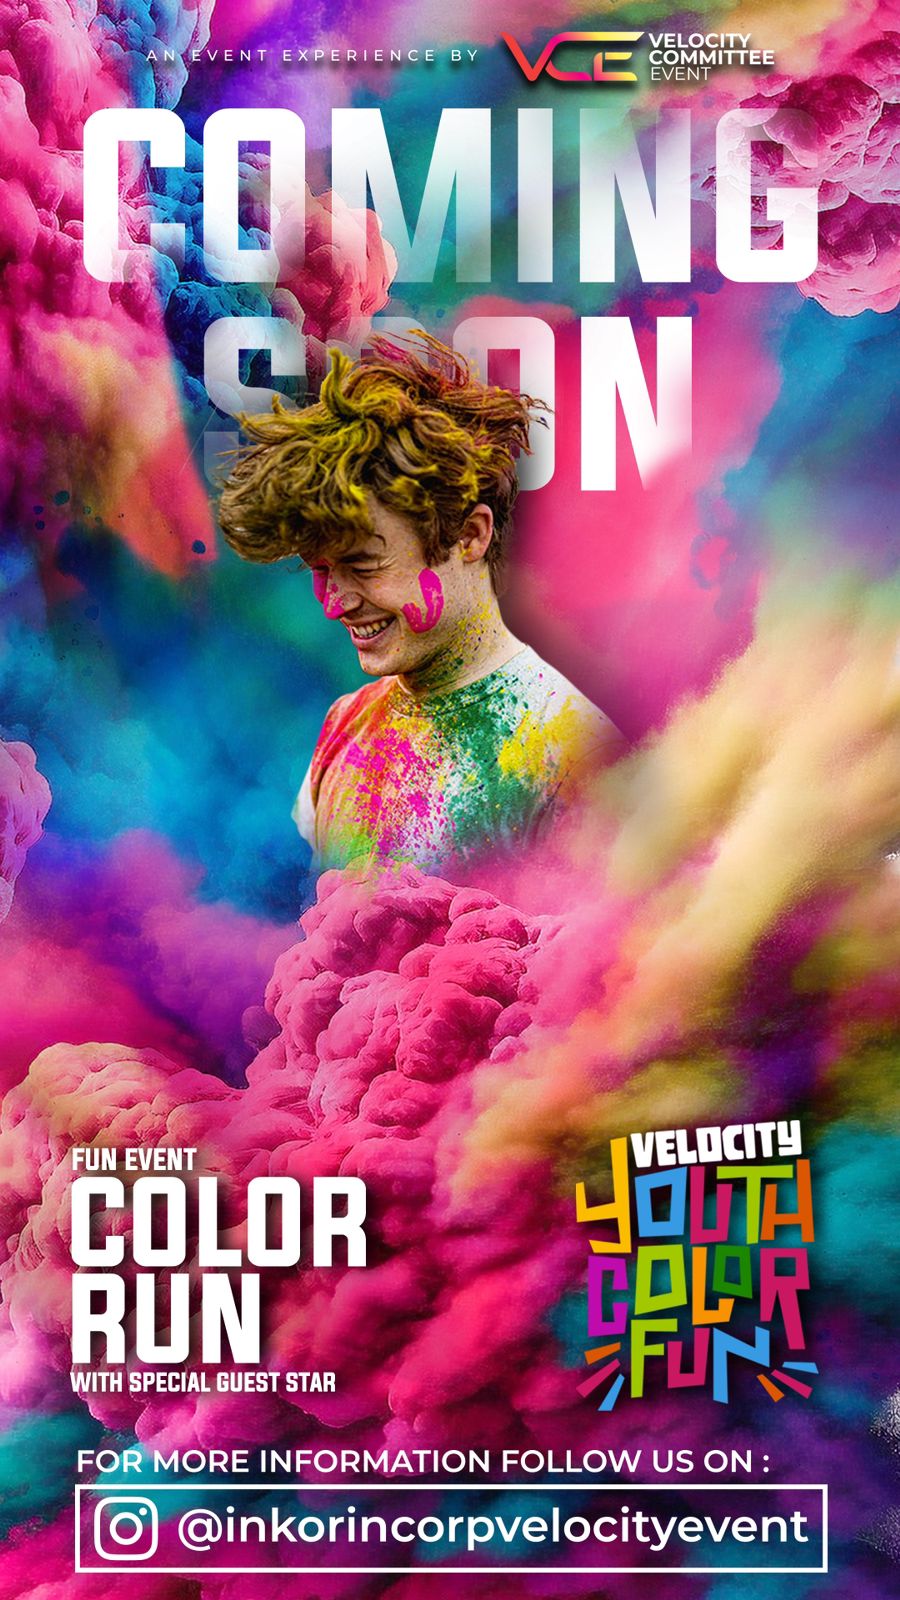 AN EVENT EXPERIENCE BY
VCE
VELOCITY
COMMITTEE
EVENT
COMING
SOON
FUN EVENT
COLOR
RUN
WITH SPECIAL GUEST STAR
VELOCITY
YOUTH
COLOR
FUN
FOR MORE INFORMATION FOLLOW US ON :
@inkorincorpvelocityevent